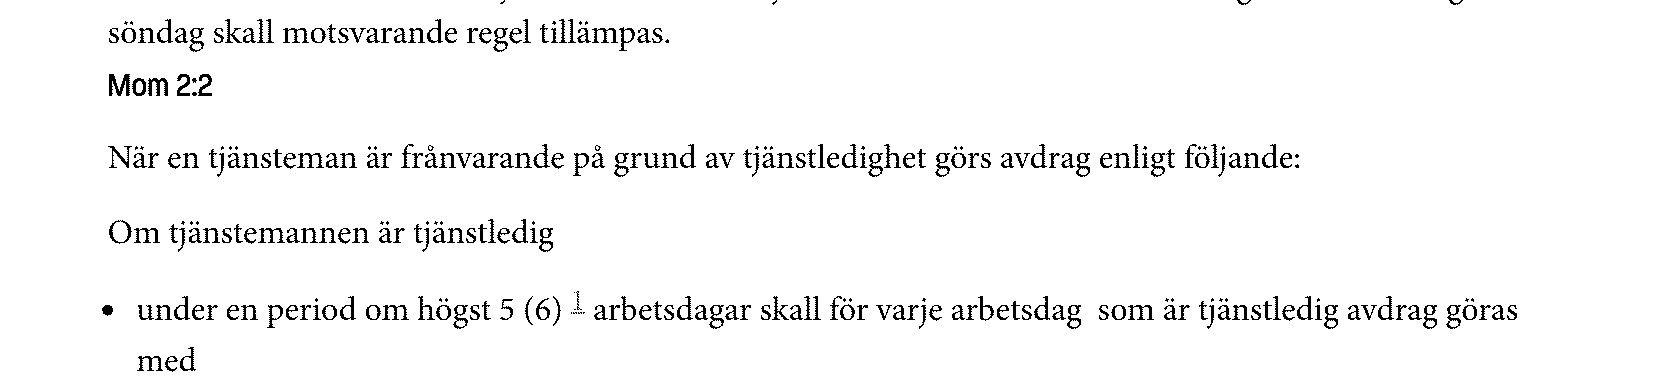 söndag skall motsvarande regel tillämpas.
Mom 2:2
När en tjänsteman är frånvarande på grund av tjänstledighet görs avdrag enligt följande:
Om tjänstemannen är tjänstledig
• under en period om högst 5 (6) 1 arbetsdagar skall för varje arbetsdag som är tjänstledig avdrag göras
med